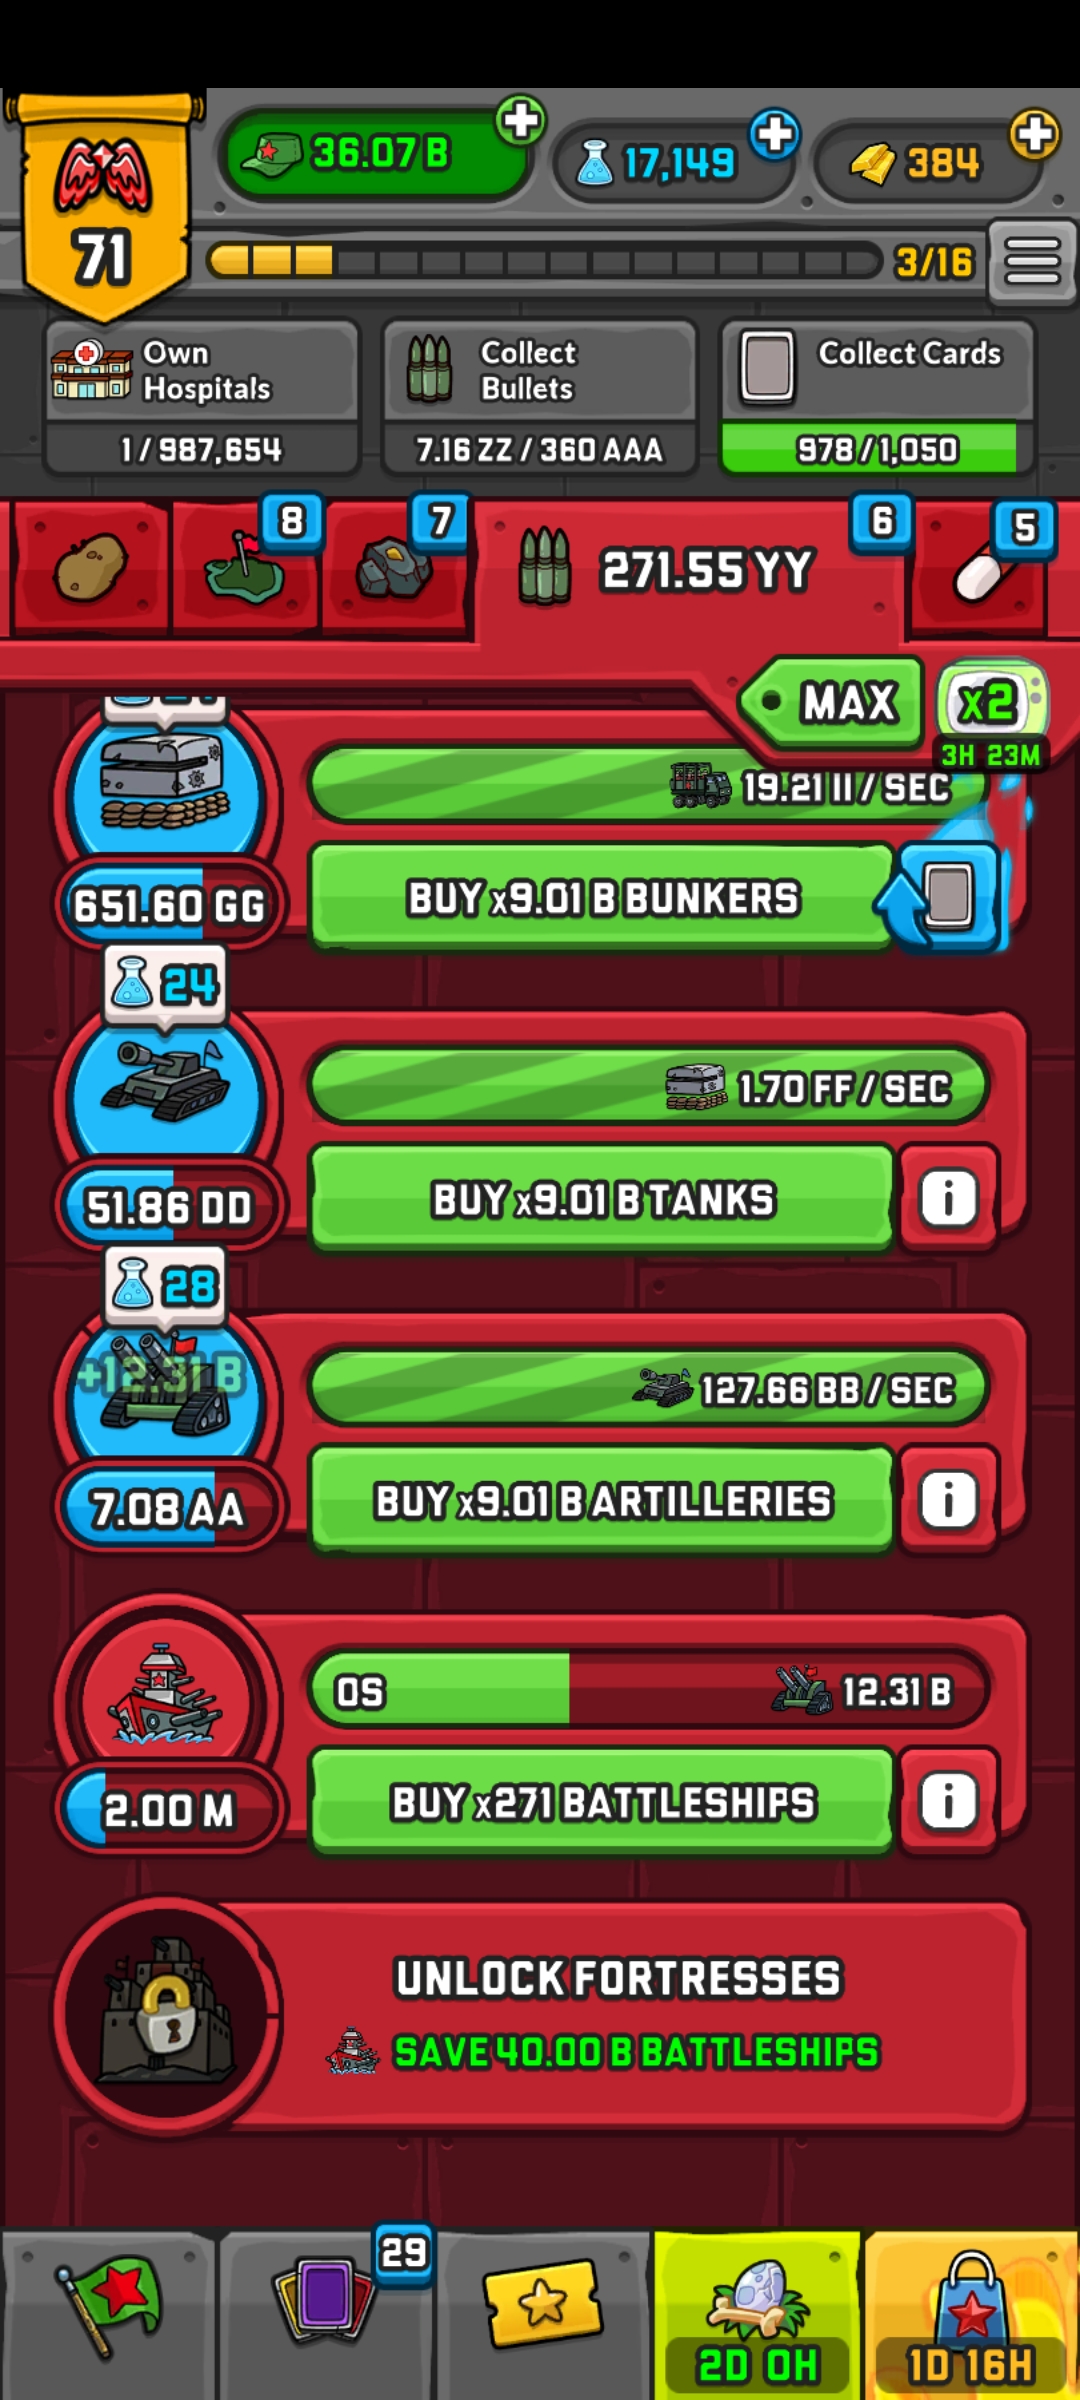 36.07 B
17,149
384
71
3/16
Own
Hospitals
1 / 987,654
Collect
Bullets
7.16 ZZ / 360 AAA
Collect Cards
978 / 1,050
8
7
271.55 YY
6
5
MAX
x2
3H 23M
19.21 II / SEC
651.60 GG
BUY x9.01 B BUNKERS
24
1.70 FF / SEC
51.86 DD
BUY x9.01 B TANKS
i
28
+12.31 B
127.66 BB / SEC
7.08 AA
BUY x9.01 B ARTILLERIES
i
0S
12.31 B
2.00 M
BUY x271 BATTLESHIPS
i
UNLOCK FORTRESSES
SAVE 40.00 B BATTLESHIPS
29
2D 0H
1D 16H